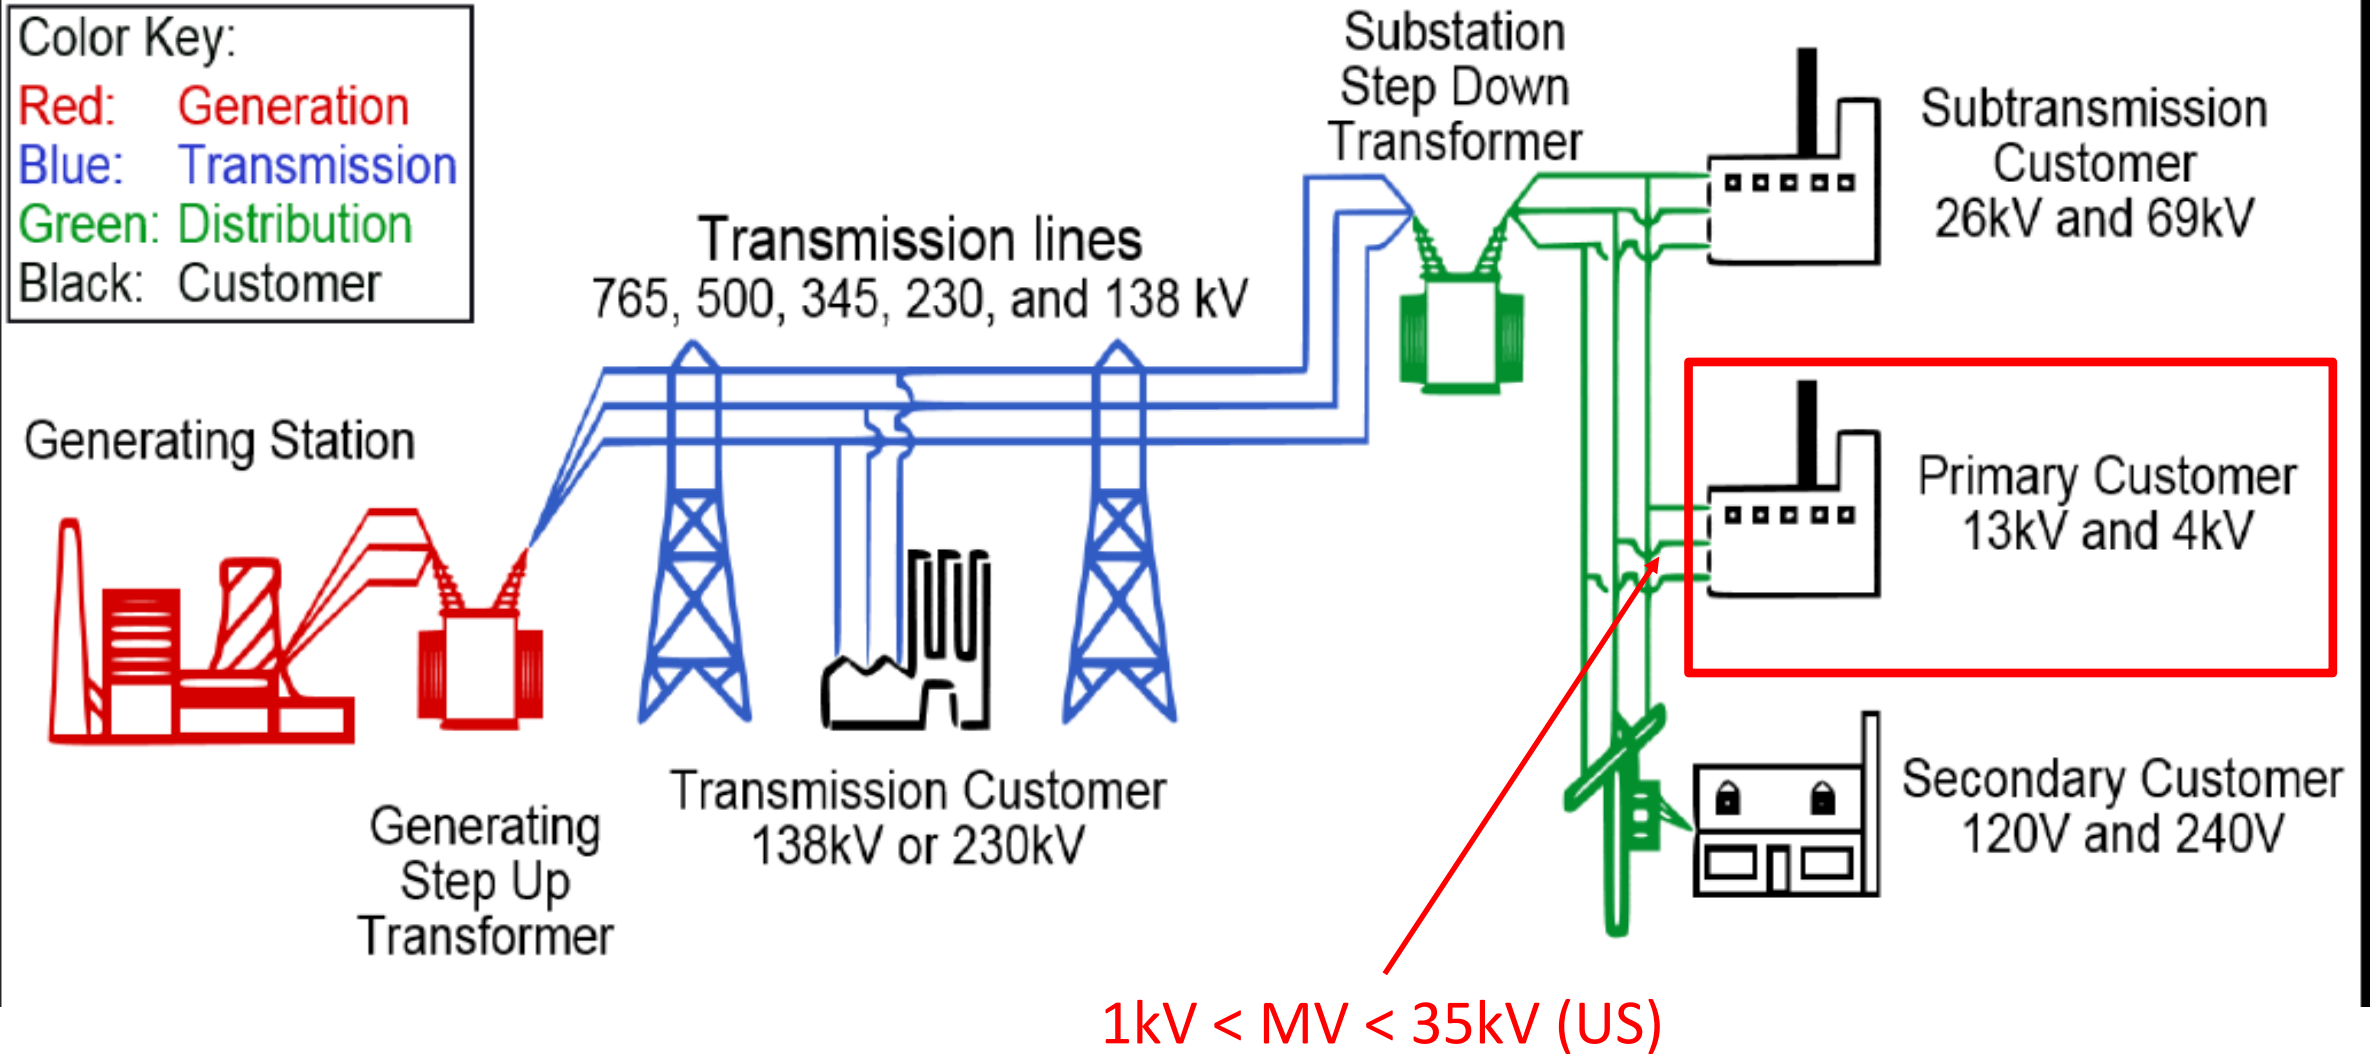 Color Key:
Red: Generation
Blue: Transmission
Green: Distribution
Black: Customer
Substation
Step Down
Transformer
Subtransmission
Customer
26kV and 69kV
Transmission lines
765, 500, 345, 230, and 138 kV
Generating Station
Primary Customer
13kV and 4kV
Generating
Step Up
Transformer
Transmission Customer
138kV or 230kV
Secondary Customer
120V and 240V
1kV < MV < 35kV (US)